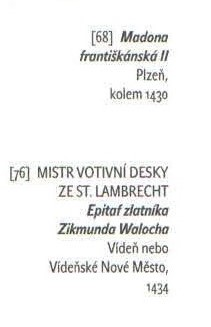 [68] Madona
františkánská II
Plzeň,
kolem 1430
[76] MISTR VOTIVNÍ DESKY
ZE ST. LAMBRECHT
Epitaf zlatníka
Zikmunda Walocha
Vídeň nebo
Vídeňské Nové Město,
1434